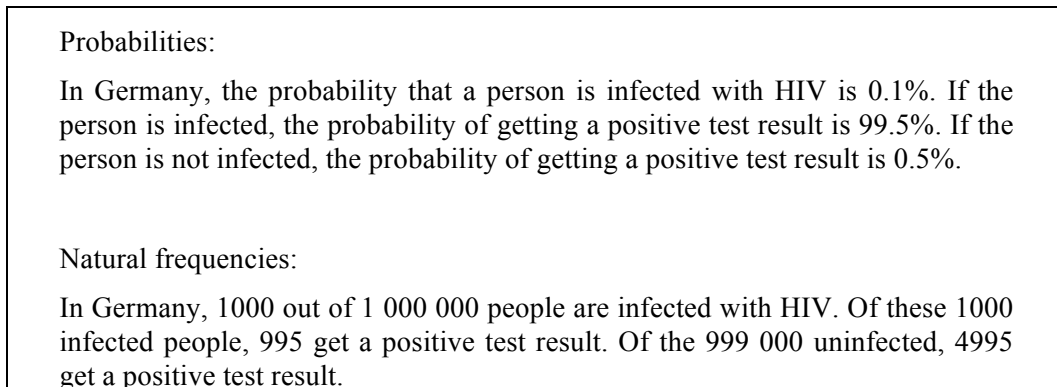 Probabilities:
In Germany, the probability that a person is infected with HIV is 0.1%. If the
person is infected, the probability of getting a positive test result is 99.5%. If the
person is not infected, the probability of getting a positive test result is 0.5%.
Natural frequencies:
In Germany, 1000 out of 1 000 000 people are infected with HIV. Of these 1000
infected people, 995 get a positive test result. Of the 999 000 uninfected, 4995
get a positive test result.